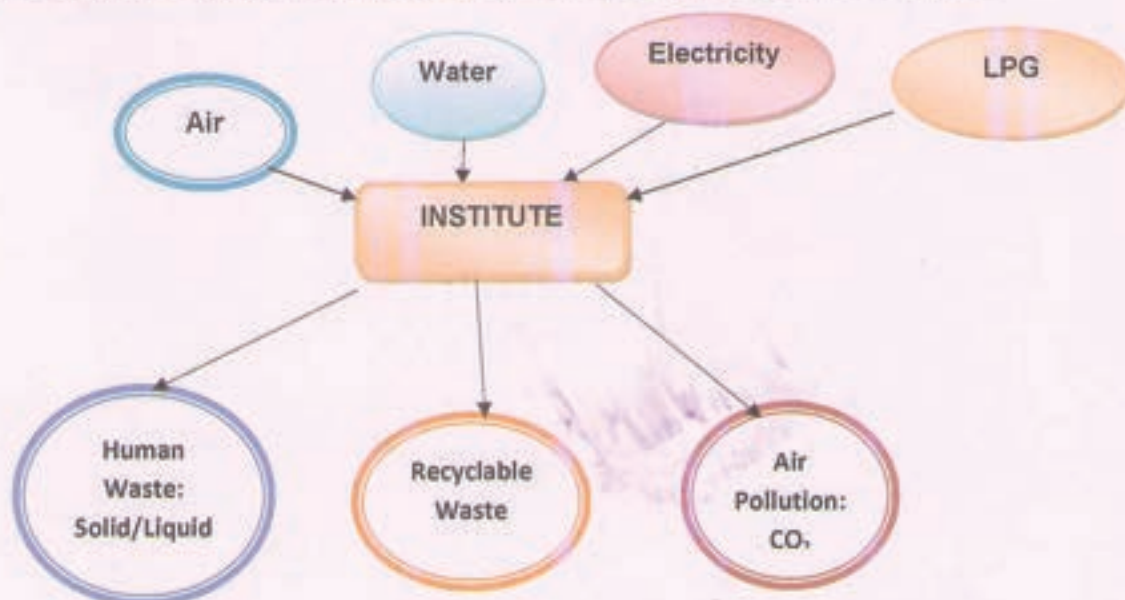 Air
Water
Electricity
LPG
INSTITUTE
Human
Waste:
Solid/Liquid
Recyclable
Waste
Air
Pollution:
CO₂